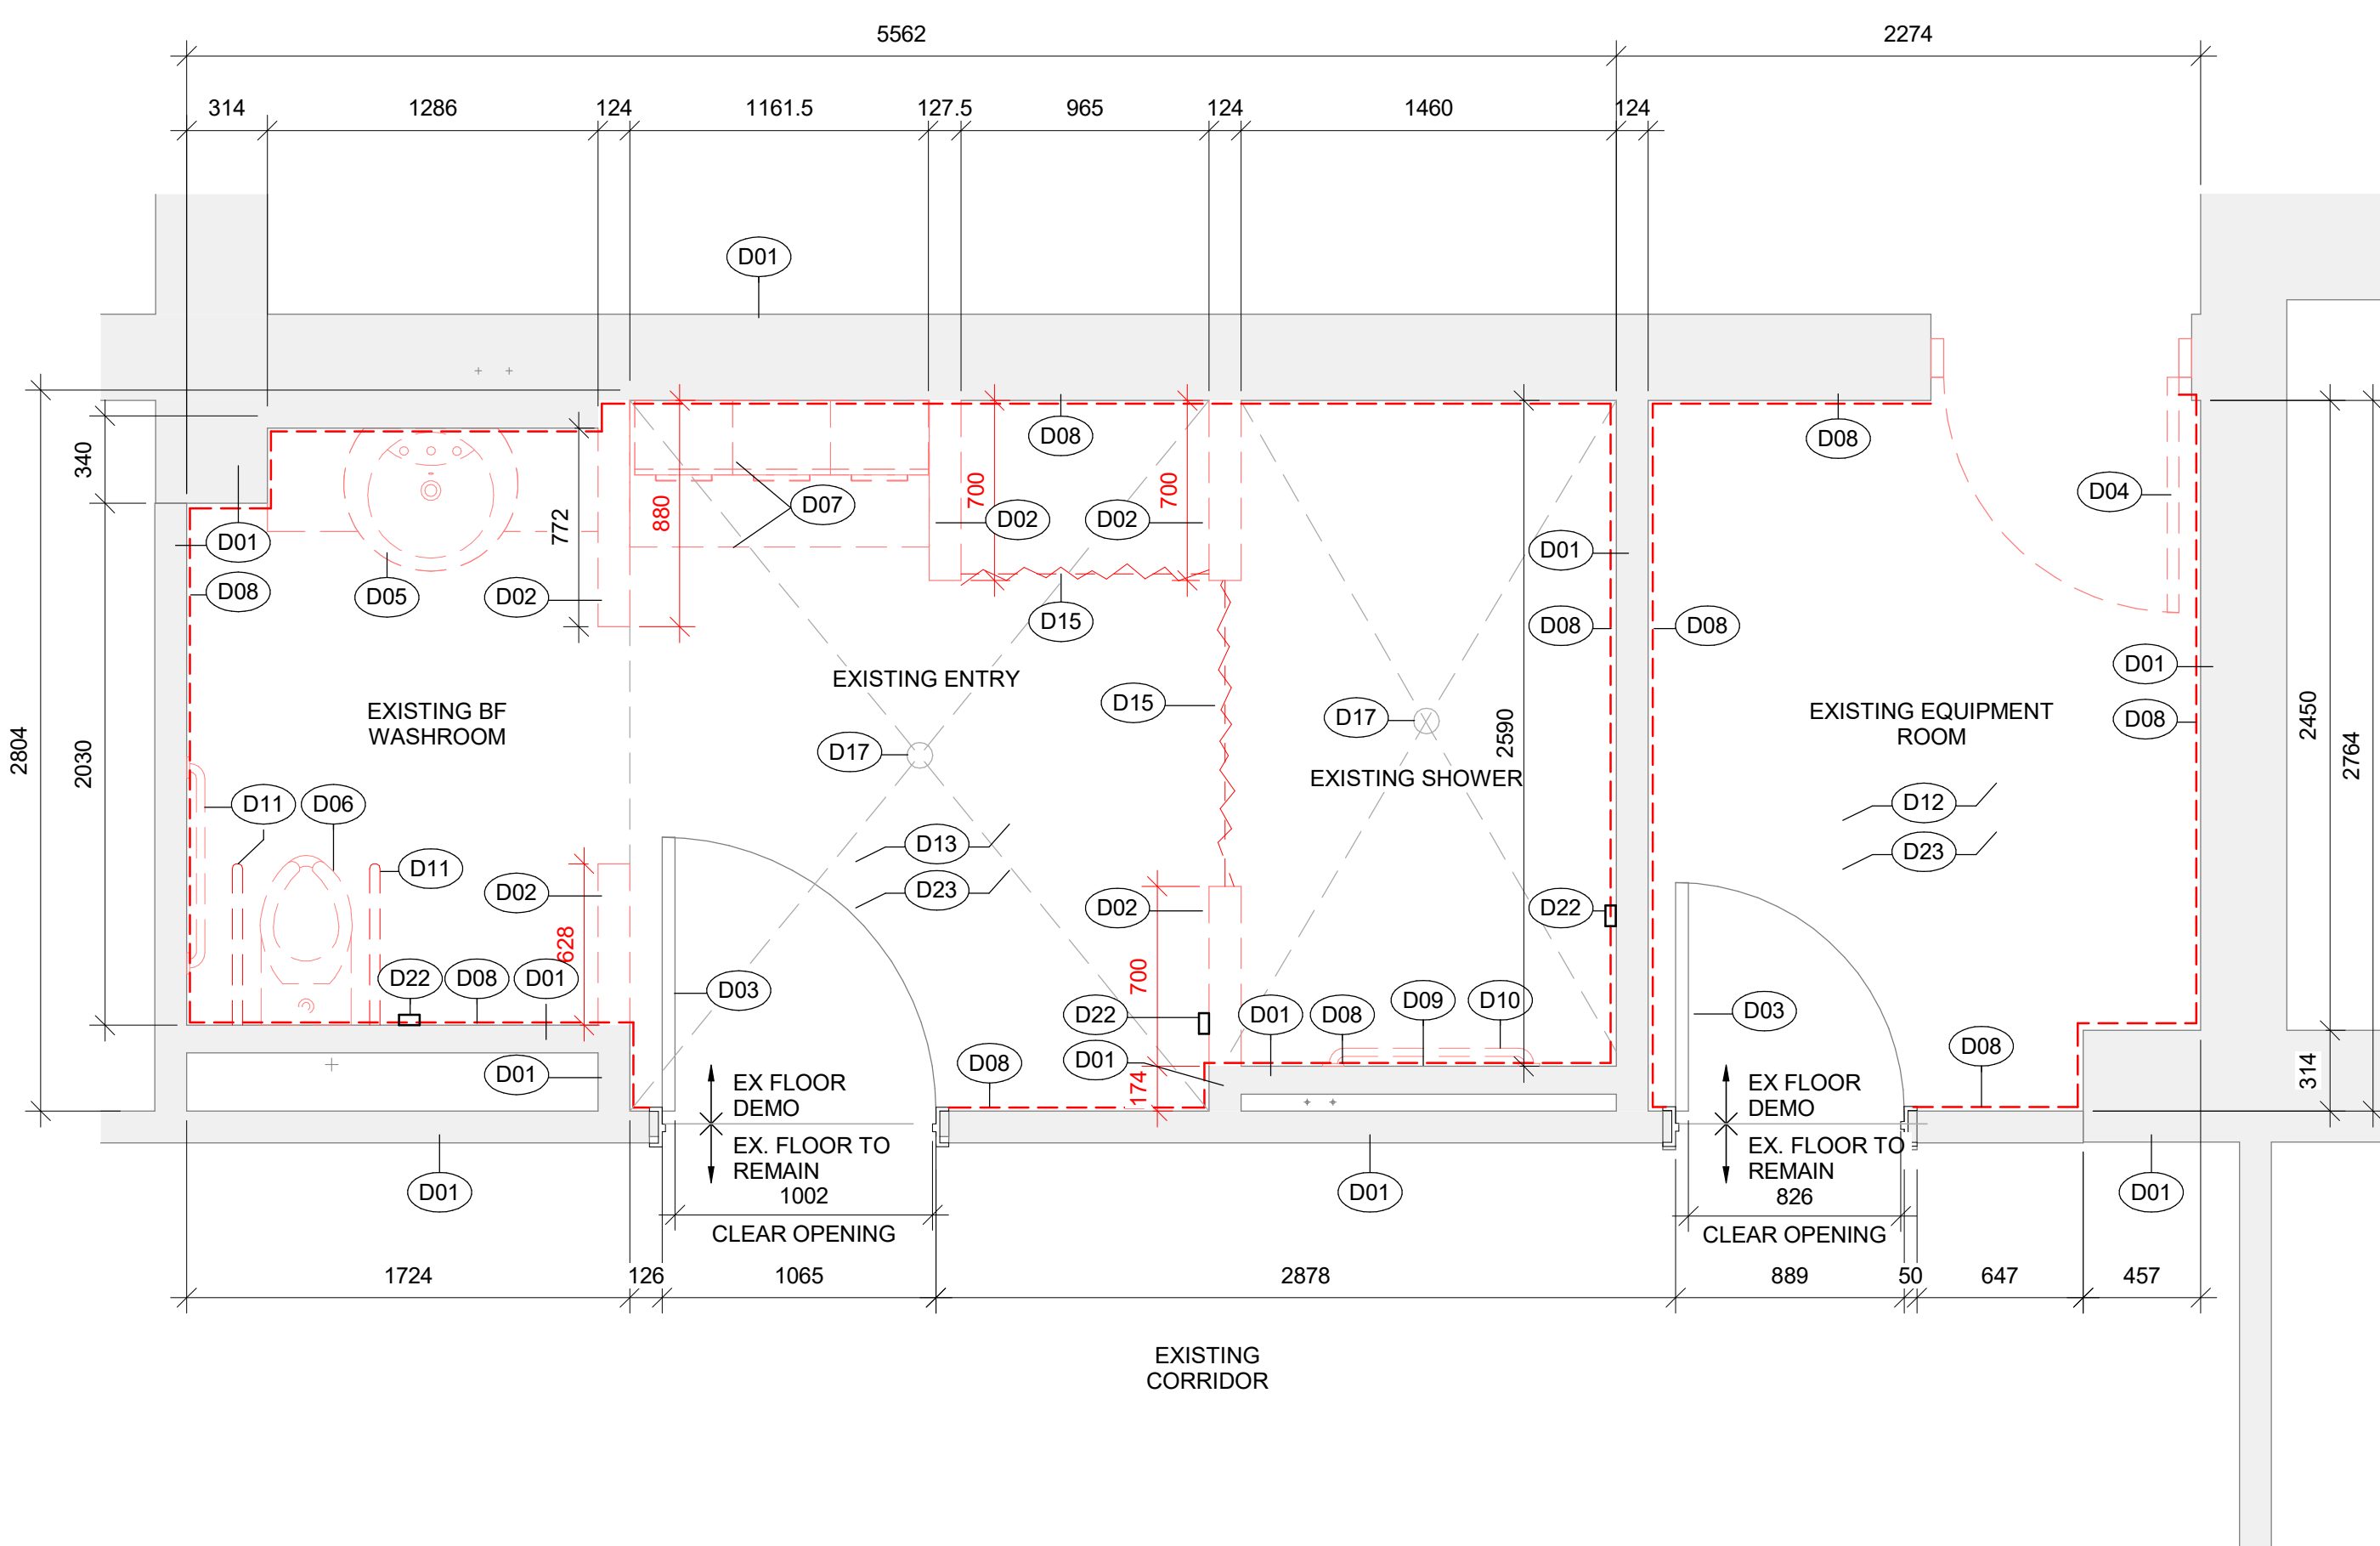 5562
2274
314
1286
124
1161.5
127.5
965
124
1460
124
D01
D08
D08
340
D04
700
700
D07
880
D02
D02
772
D01
D01
D08
D05
D02
D15
D08
D08
EXISTING ENTRY
D01
D15
D17
D08
EXISTING BF
WASHROOM
EXISTING EQUIPMENT
ROOM
2804
2030
D17
2590
2450
2764
EXISTING SHOWER
D11
D06
D12
D13
D23
D11
D23
D02
D02
D22
628
D22
D08
D01
D03
700
D22
D01
D08
D09
D10
D03
D01
D08
D08
D01
174
314
EX FLOOR
DEMO
EX FLOOR
DEMO
EX. FLOOR TO
REMAIN
EX. FLOOR TO
REMAIN
D01
1002
D01
826
D01
CLEAR OPENING
CLEAR OPENING
1724
126
1065
2878
889
50
647
457
EXISTING
CORRIDOR